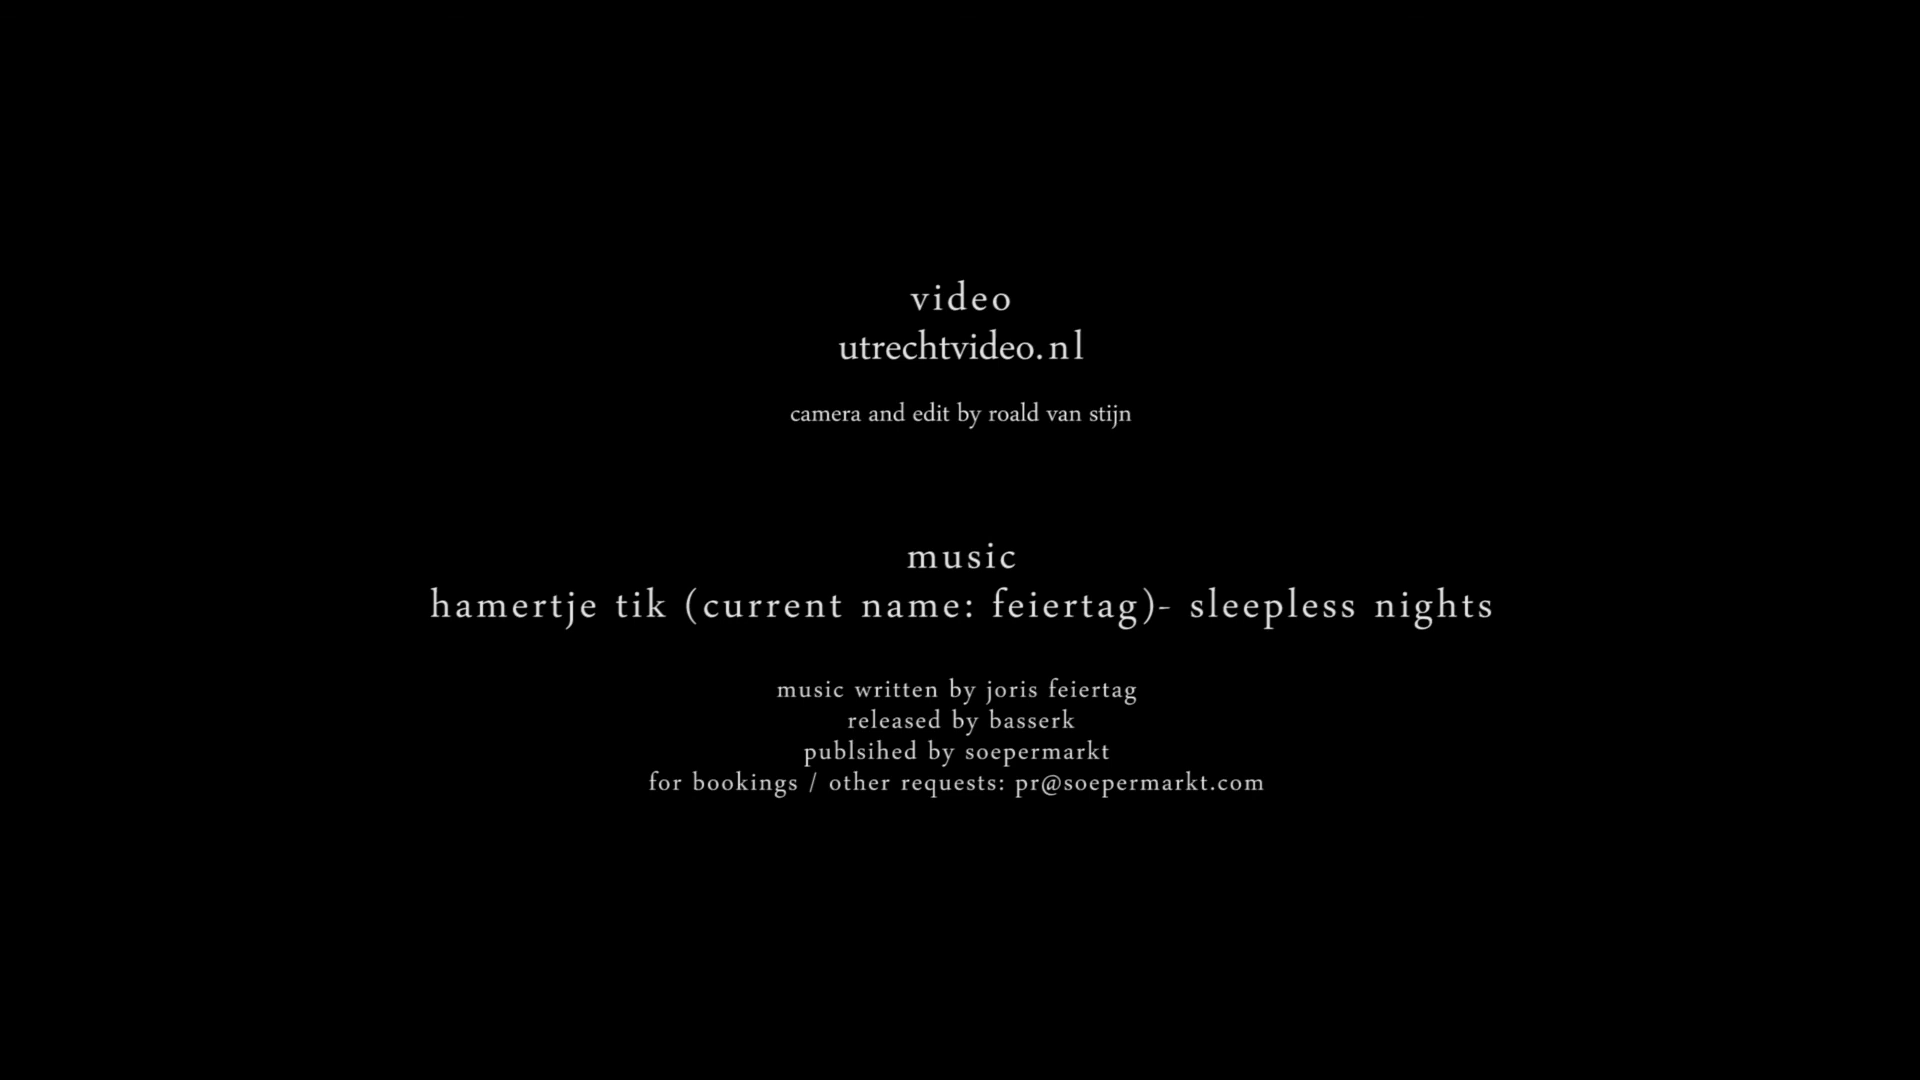 video
utrechtvideo.nl
camera and edit by roald van stijn
music
hamertje tik (current name: feiertag)- sleepless nights
music written by joris feiertag
released by basserk
publsihed by soepermarkt
for bookings / other requests: pr@soepermarkt.com